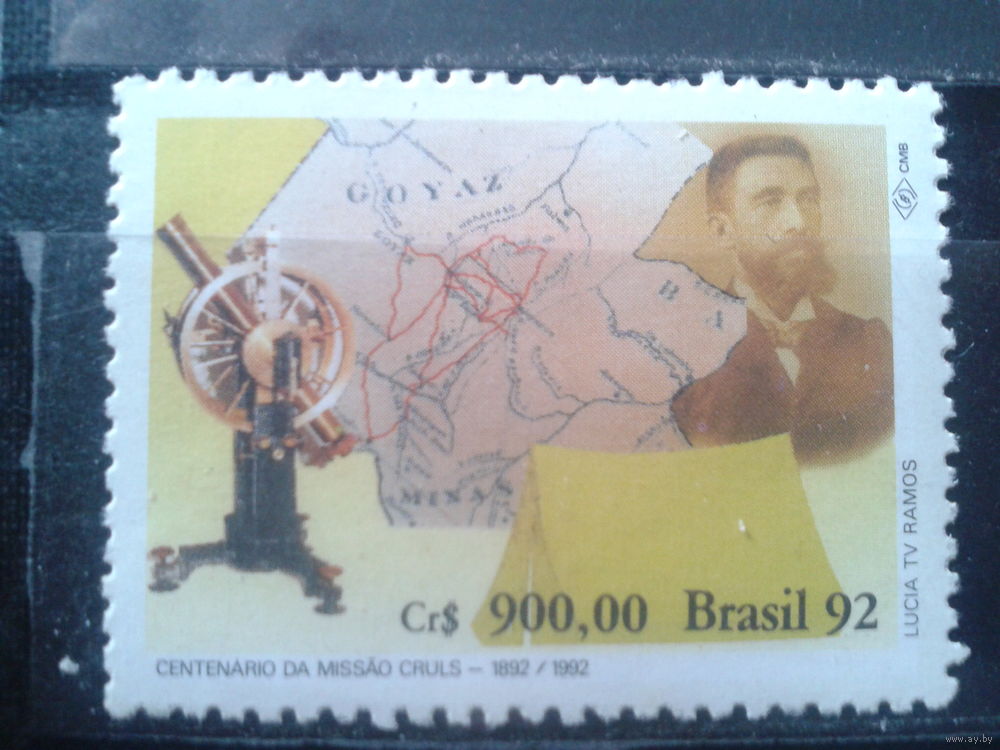 GOYAZ
B
MINAS
CMB
LUCIA TV RAMOS
Cr$ 900,00 Brasil 92
CENTENÁRIO DA MISSÃO CRULS — 1892 / 1992
www.ay.by